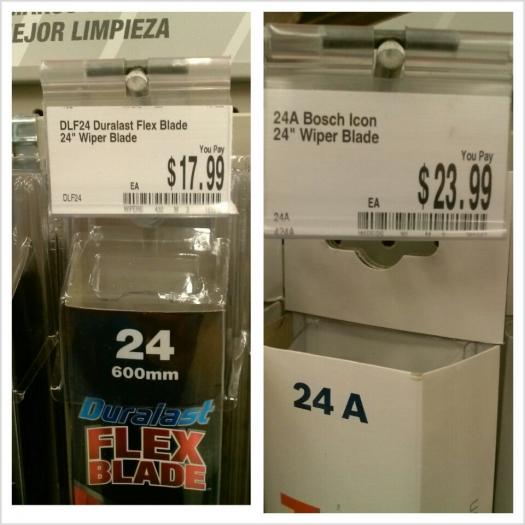 EJOR LIMPIEZA
DLF24 Duralast Flex Blade
24" Wiper Blade
You Pay
EA
$17.99
DLF24
24
600mm
Duralast
FLEX
BLADE
24A Bosch Icon
24" Wiper Blade
You Pay
EA
$23.99
24A
424A
24 A